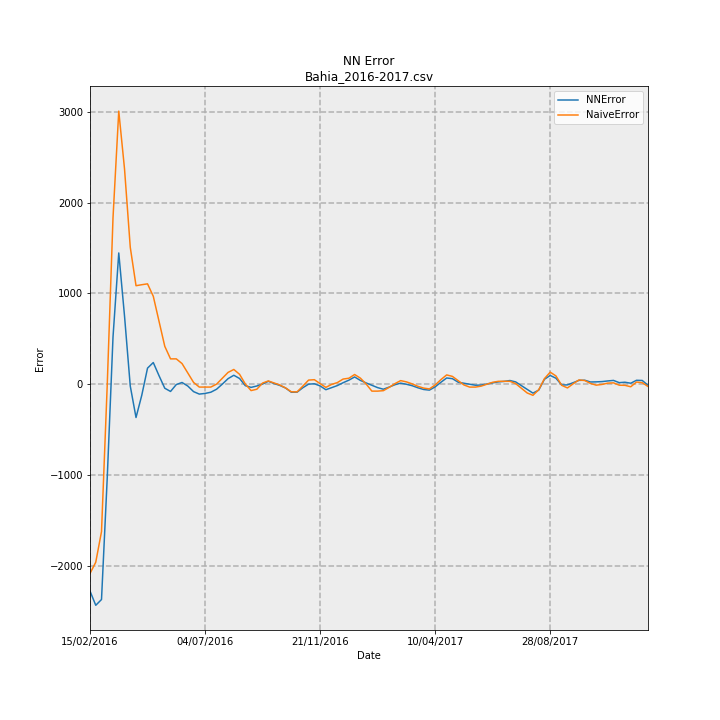 NN Error
Bahia_2016-2017.csv
NNError
NaiveError
3000
2000
1000
0
−1000
−2000
Error
15/02/2016 04/07/2016 21/11/2016 10/04/2017 28/08/2017
Date